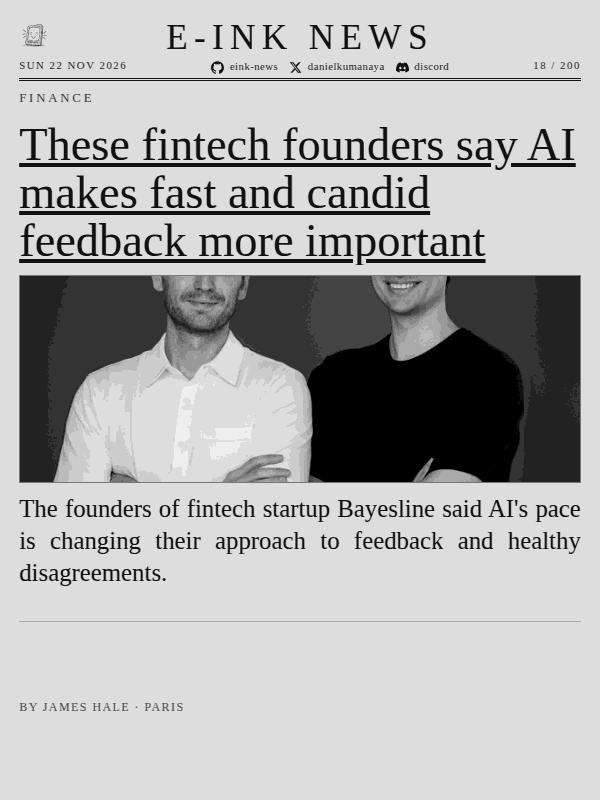 E-INK NEWS
SUN 22 NOV 2026
eink-news danielkumanaya discord
18 / 200
FINANCE
These fintech founders say AI
makes fast and candid
feedback more important
The founders of fintech startup Bayesline said AI's pace
is changing their approach to feedback and healthy
disagreements.
BY JAMES HALE · PARIS